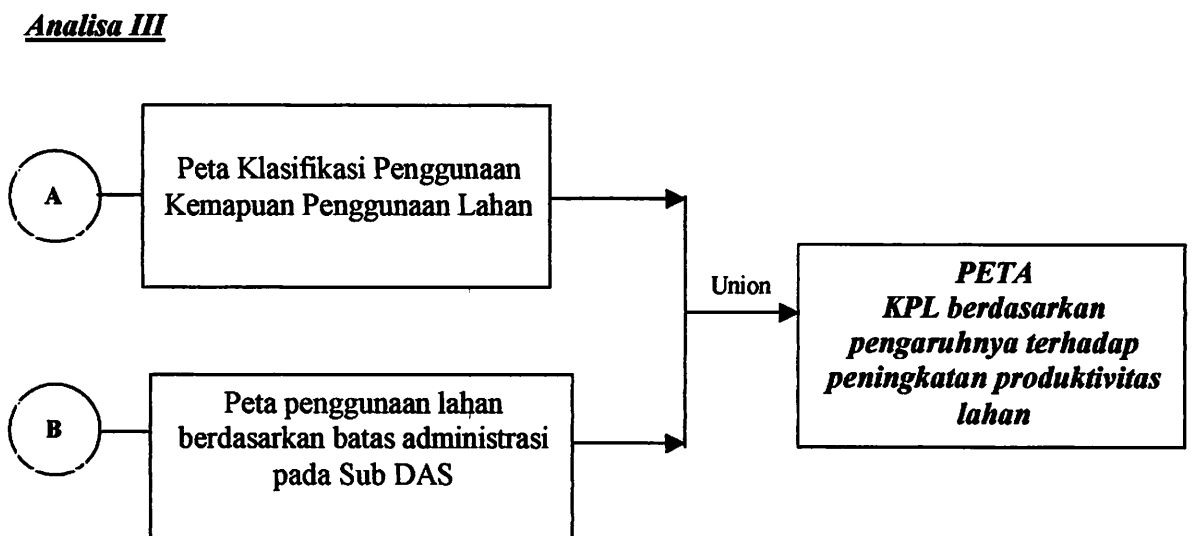 Analisa III
A
Peta Klasifikasi Penggunaan
Kemapuan Penggunaan Lahan
Union
PETA
KPL berdasarkan
pengaruhnya terhadap
peningkatan produktivitas
lahan
B
Peta penggunaan lahan
berdasarkan batas administrasi
pada Sub DAS